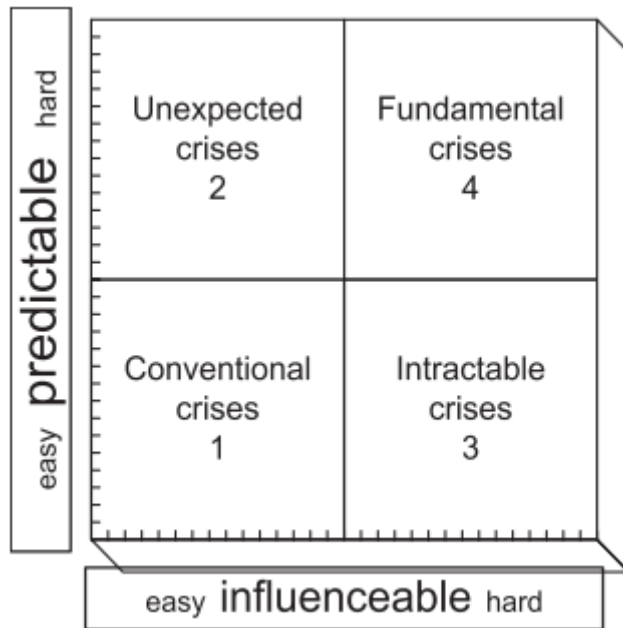 Unexpected
crises
2
Fundamental
crises
4
Conventional
crises
1
Intractable
crises
3
easy predictable hard
easy influenceable hard